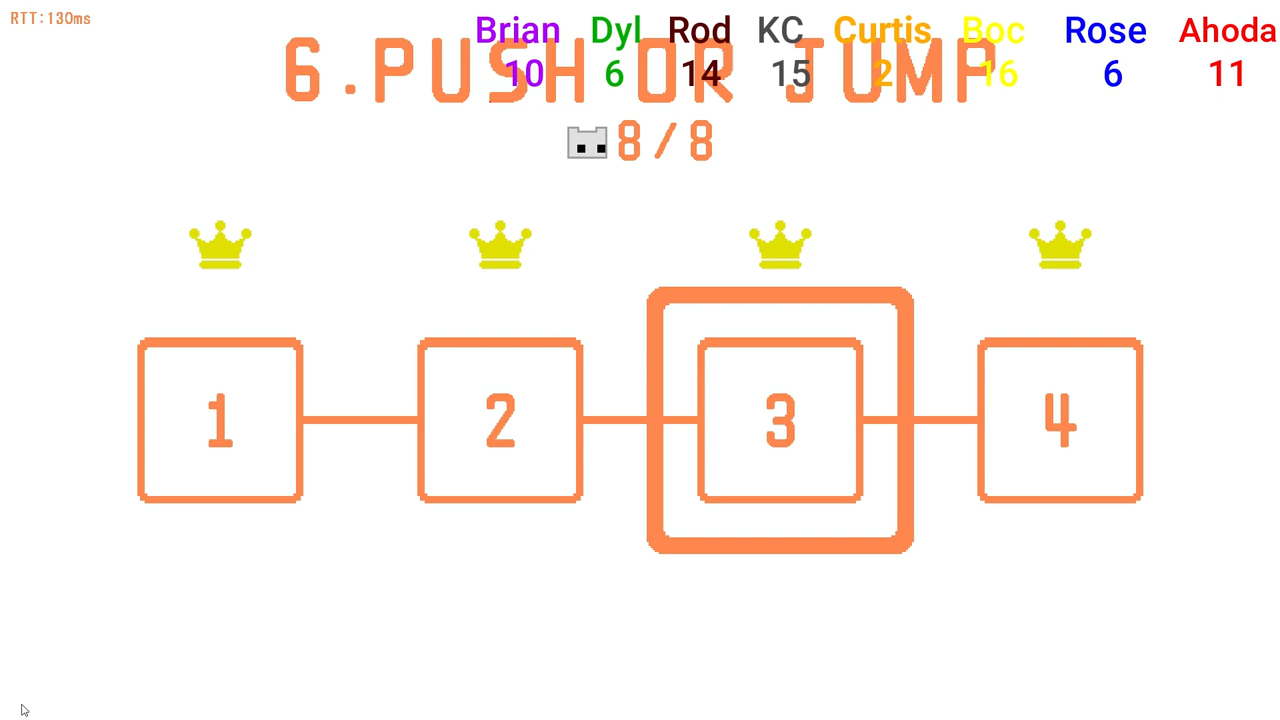 RTT:130ms
Brian Dyl Rod KC Curtis Boc Rose Ahoda
10 6 14 15 2 16 6 11
6.PUSH OR JUMP
8/8
1 2 3 4